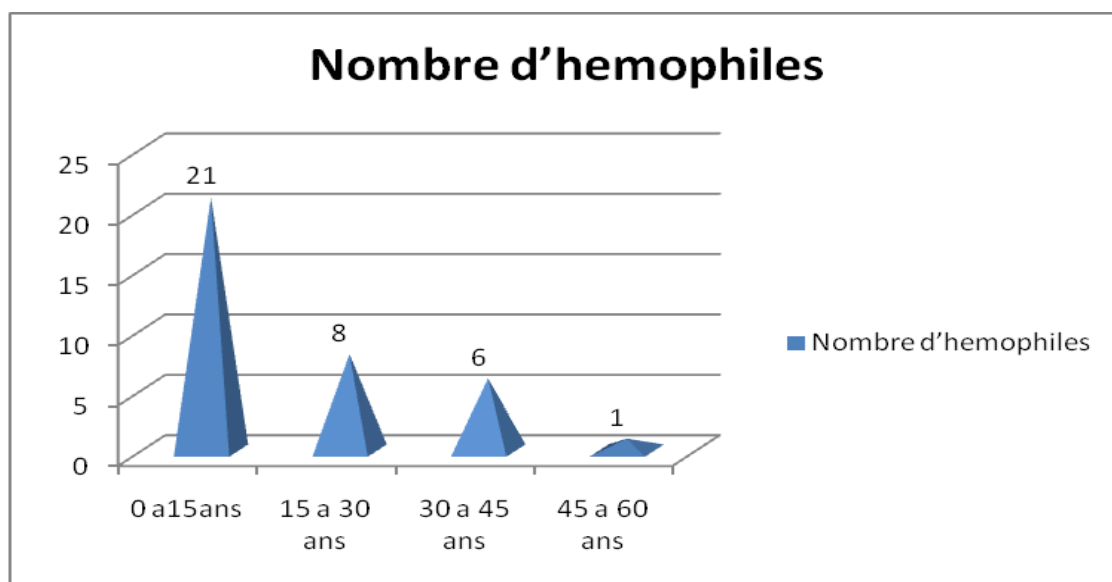 Nombre d’hemophiles
25
20
15
10
5
0
21
8
6
1
0 a15ans
15 a 30
ans
30 a 45
ans
45 a 60
ans
Nombre d’hemophiles